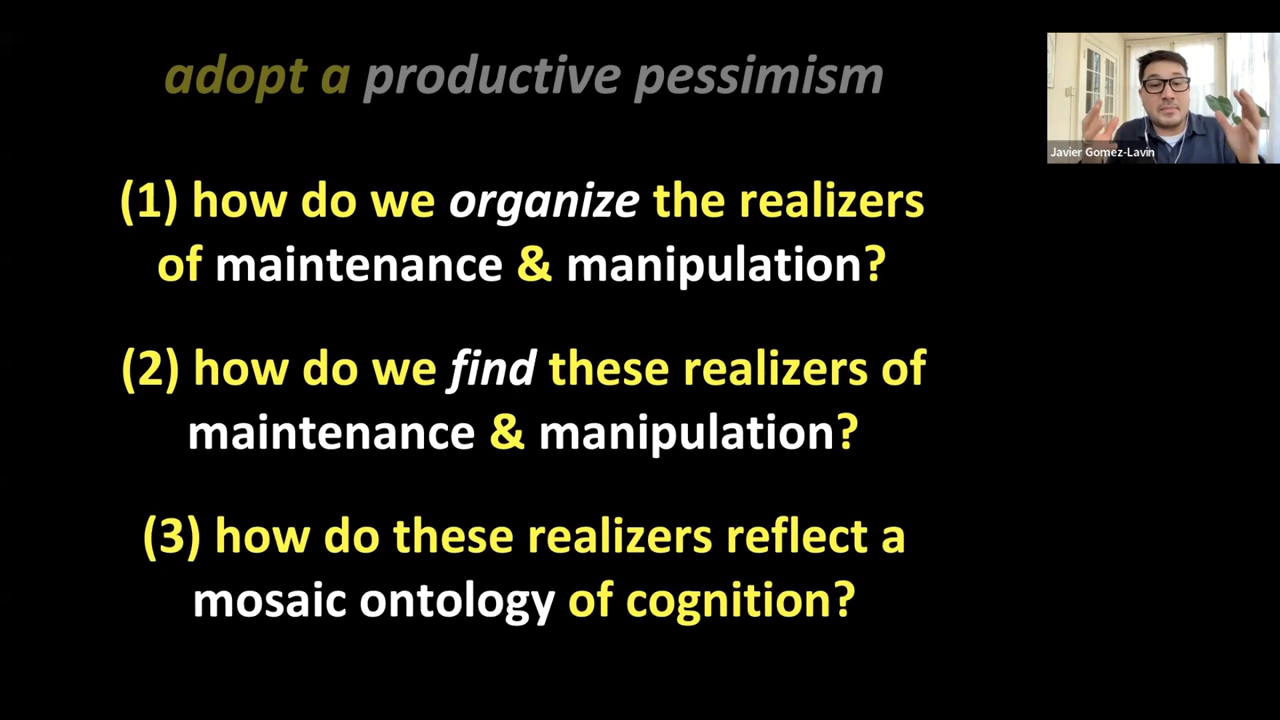 adopt a productive pessimism
Javier Gomez-Lavin
(1) how do we organize the realizers
of maintenance & manipulation?
(2) how do we find these realizers of
maintenance & manipulation?
(3) how do these realizers reflect a
mosaic ontology of cognition?